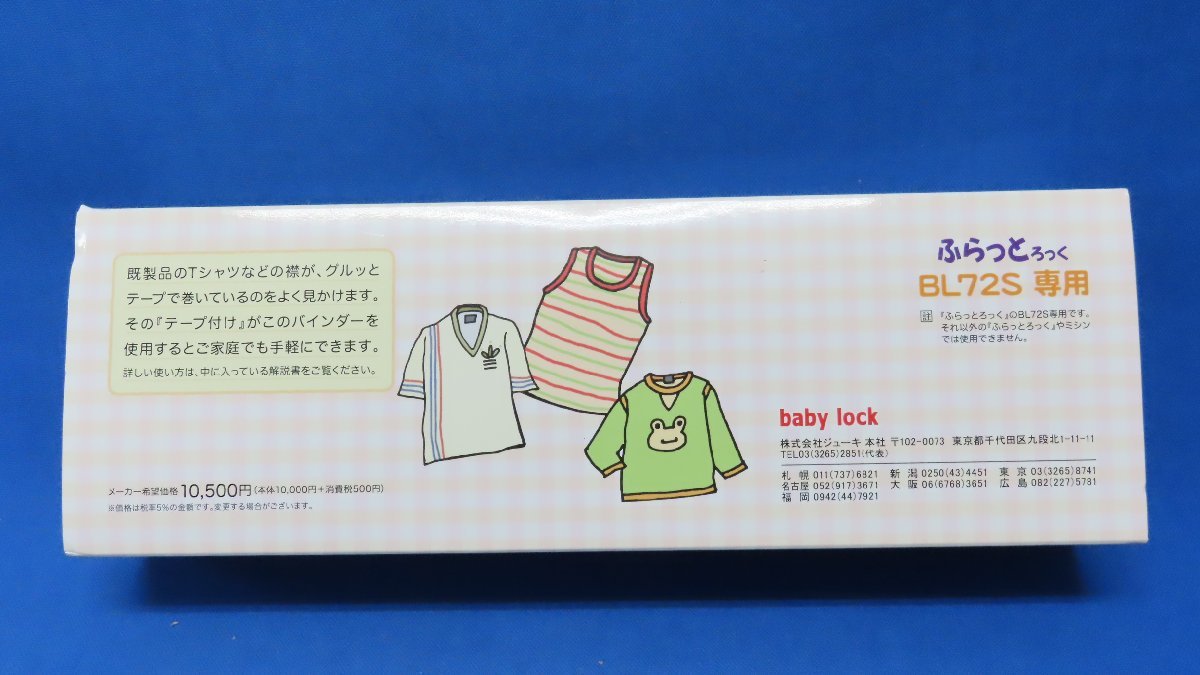 既製品のTシャツなどの襟が、グルッと
テープで巻いているのをよく見かけます。
その『テープ付け』がこのバインダーを
使用するとご家庭でも手軽にできます。
詳しい使い方は、中に入っている解説書をご覧ください。
メーカー希望価格 10,500円(本体10,000円+消費税500円)
※価格は税率5%の金額です。変更する場合がございます。
ふらっとろっく
BL72S 専用
註 『ふらっとろっく』のBL72S専用です。
それ以外の『ふらっとろっく』やミシン
では使用できません。
baby lock
株式会社ジューキ 本社 〒102-0073 東京都千代田区九段北1-11-11
TEL03(3265)2851(代表)
札幌 011(737)6821 新潟 0250(43)4451 東京 03(3265)8741
名古屋 052(917)3671 大阪 06(6768)3651 広島 082(227)5781
福岡 0942(44)7921